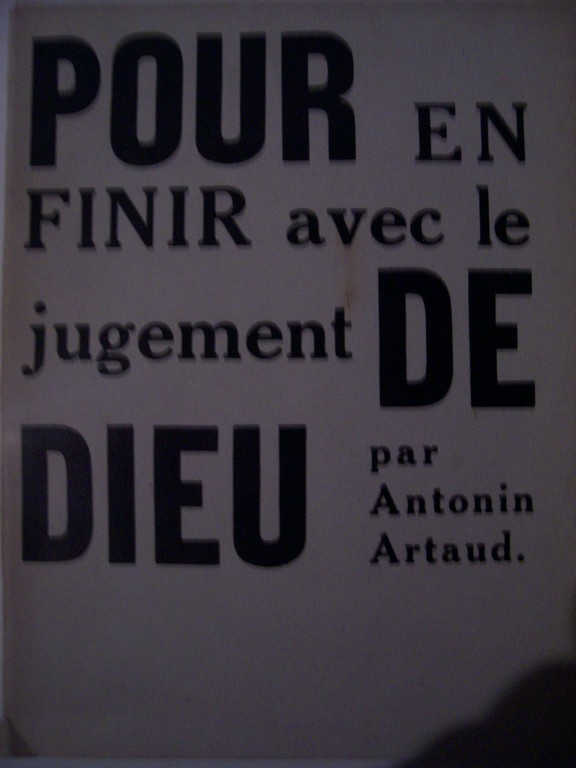 POUR EN
FINIR avec le
jugement DE
DIEU
par
Antonin
Artaud.